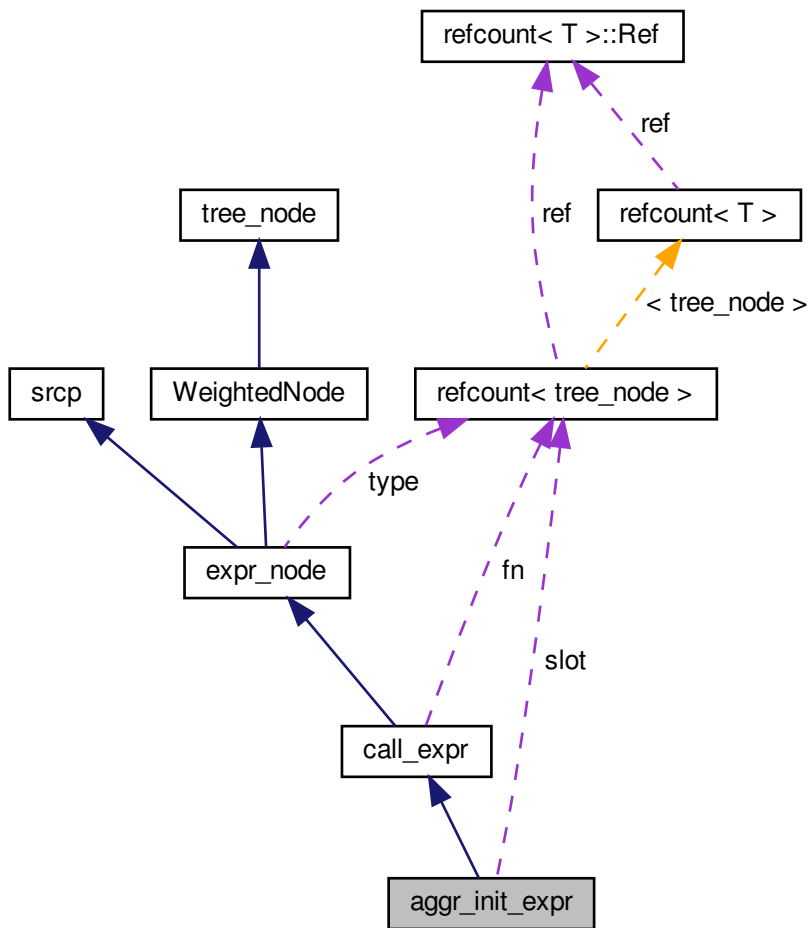 refcount< T >::Ref
ref
tree_node
ref
refcount< T >
< tree_node >
srcp
WeightedNode
refcount< tree_node >
type
expr_node
fn
slot
call_expr
aggr_init_expr